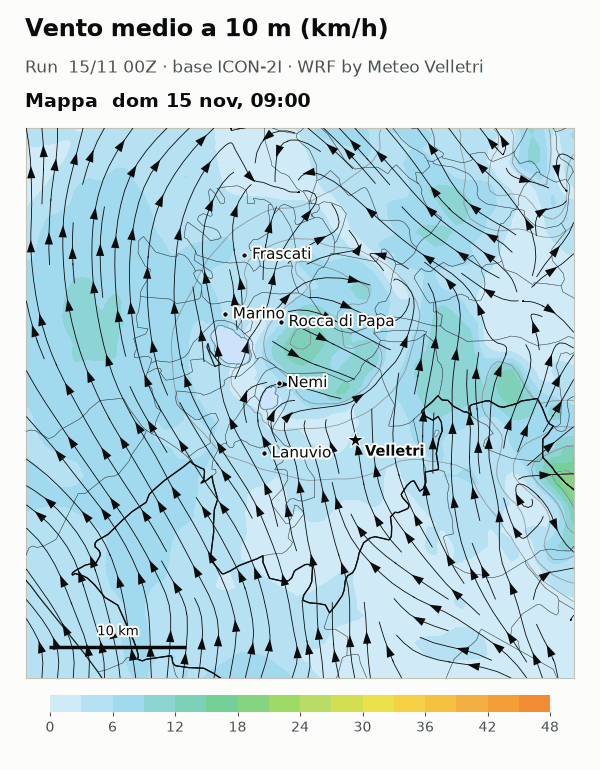 Vento medio a 10 m (km/h)
Run  15/11 00Z · base ICON-2I · WRF by Meteo Velletri
Mappa  dom 15 nov, 09:00
Frascati
Marino
Rocca di Papa
Nemi
Velletri
Lanuvio
10 km
0 6 12 18 24 30 36 42 48